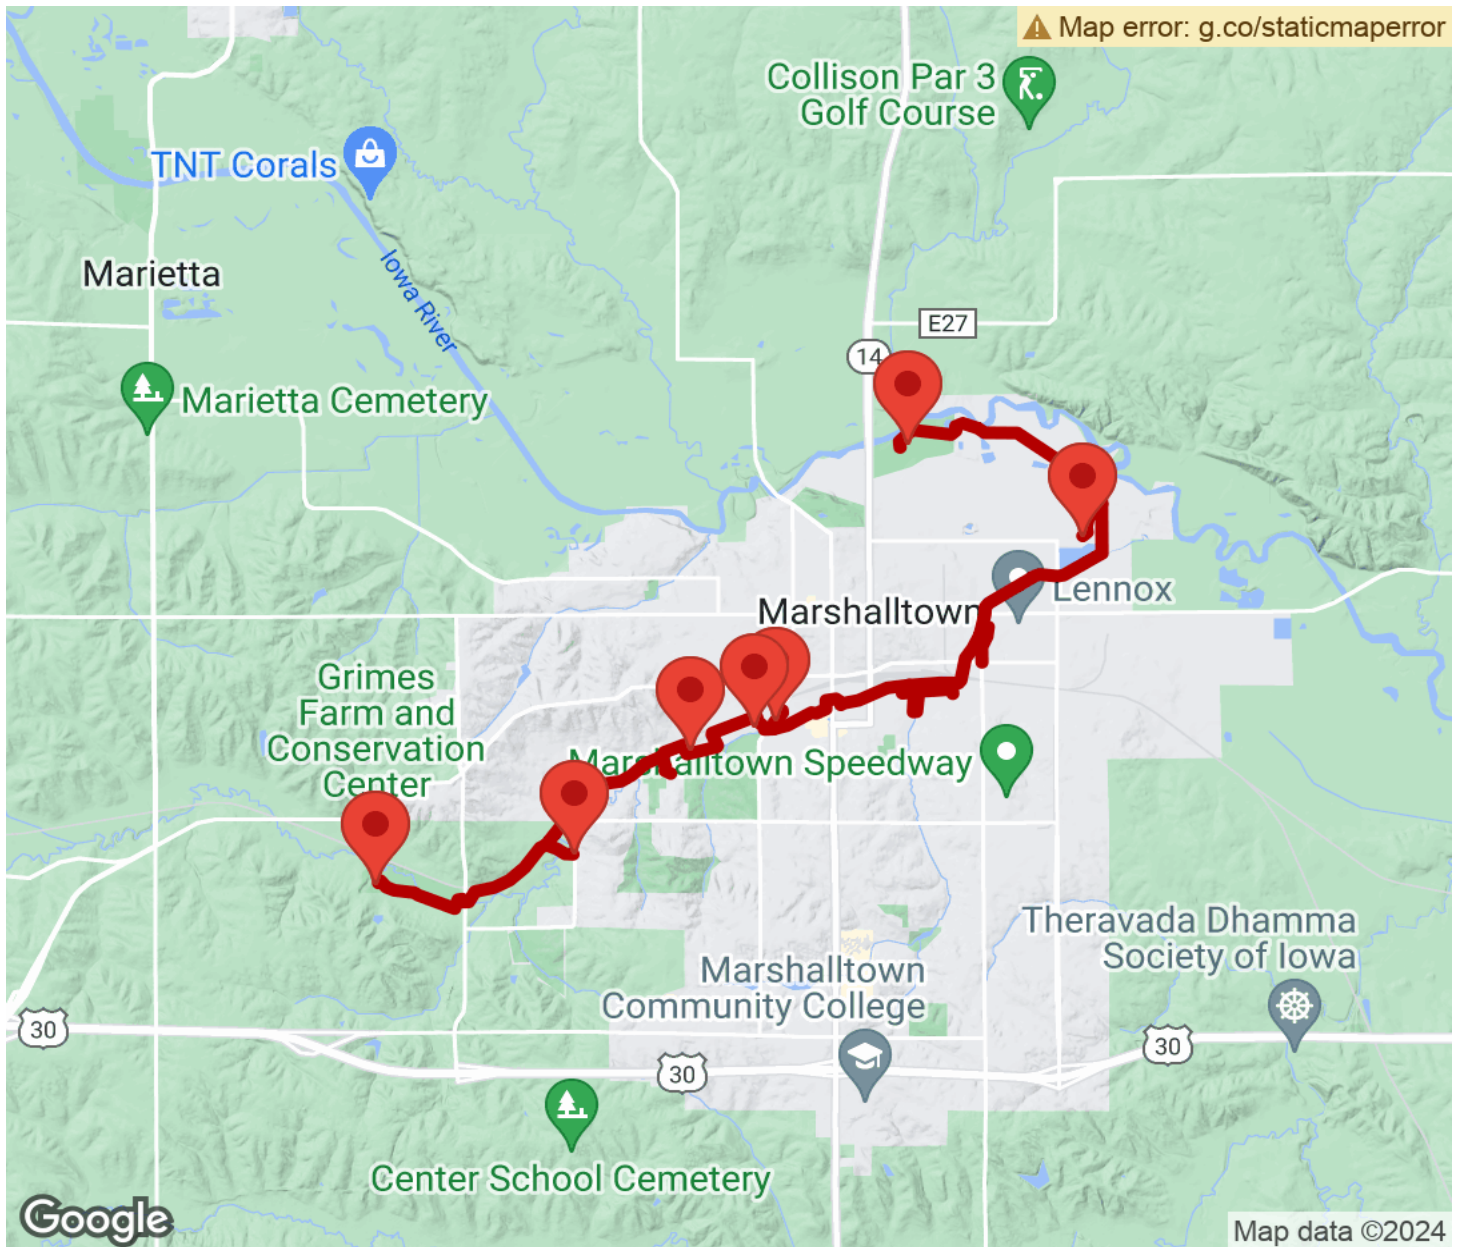 Map error: g.co/staticmaperror
Collison Par 3
Golf Course
TNT Corals
Marietta
Iowa River
E27
14
Marietta Cemetery
Lennox
Marshalltown
Grimes
Farm and
Conservation
Center
Marshalltown Speedway
Theravada Dhamma
Society of Iowa
Marshalltown
Community College
30
30
30
Center School Cemetery
Google
Map data ©2024